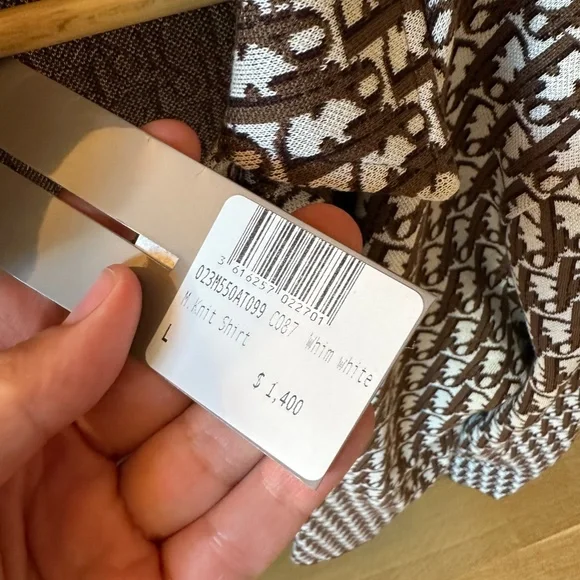 3 616257 022701
023M550AT099 C087 Whim white
M.Knit Shirt
L
$ 1,400